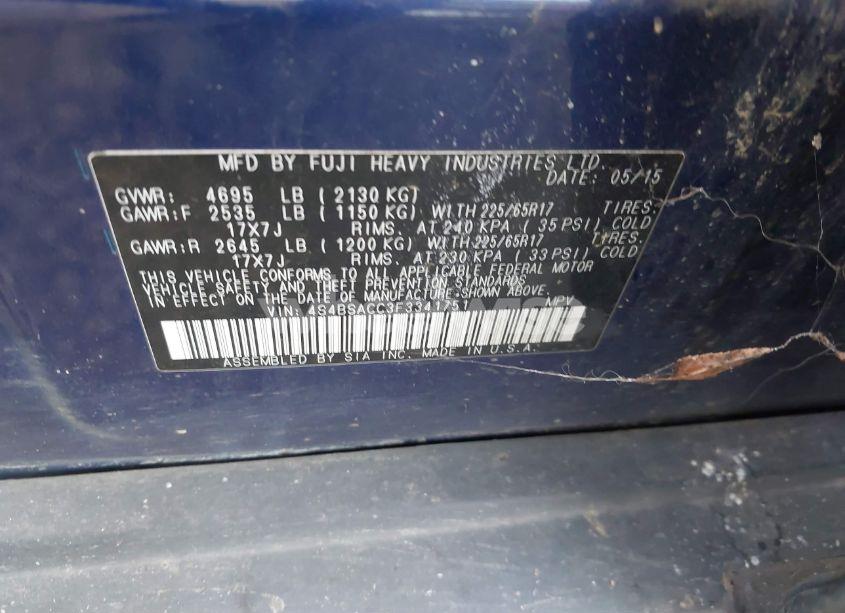 MFD BY FUJI HEAVY INDUSTRIES LTD.
DATE: 05/15
GVWR: 4695 LB (2130 KG)
GAWR:F 2535 LB (1150 KG) WITH 225/65R17 TIRES.
17X7J RIMS. AT 240 KPA (35 PSI) COLD
GAWR:R 2645 LB (1200 KG) WITH 225/65R17 TIRES.
17X7J RIMS. AT 230 KPA (33 PSI) COLD
THIS VEHICLE CONFORMS TO ALL APPLICABLE FEDERAL MOTOR
VEHICLE SAFETY AND THEFT PREVENTION STANDARDS
IN EFFECT ON THE DATE OF MANUFACTURE SHOWN ABOVE.
VIN: MPV
ASSEMBLED BY SIA INC. MADE IN U.S.A.